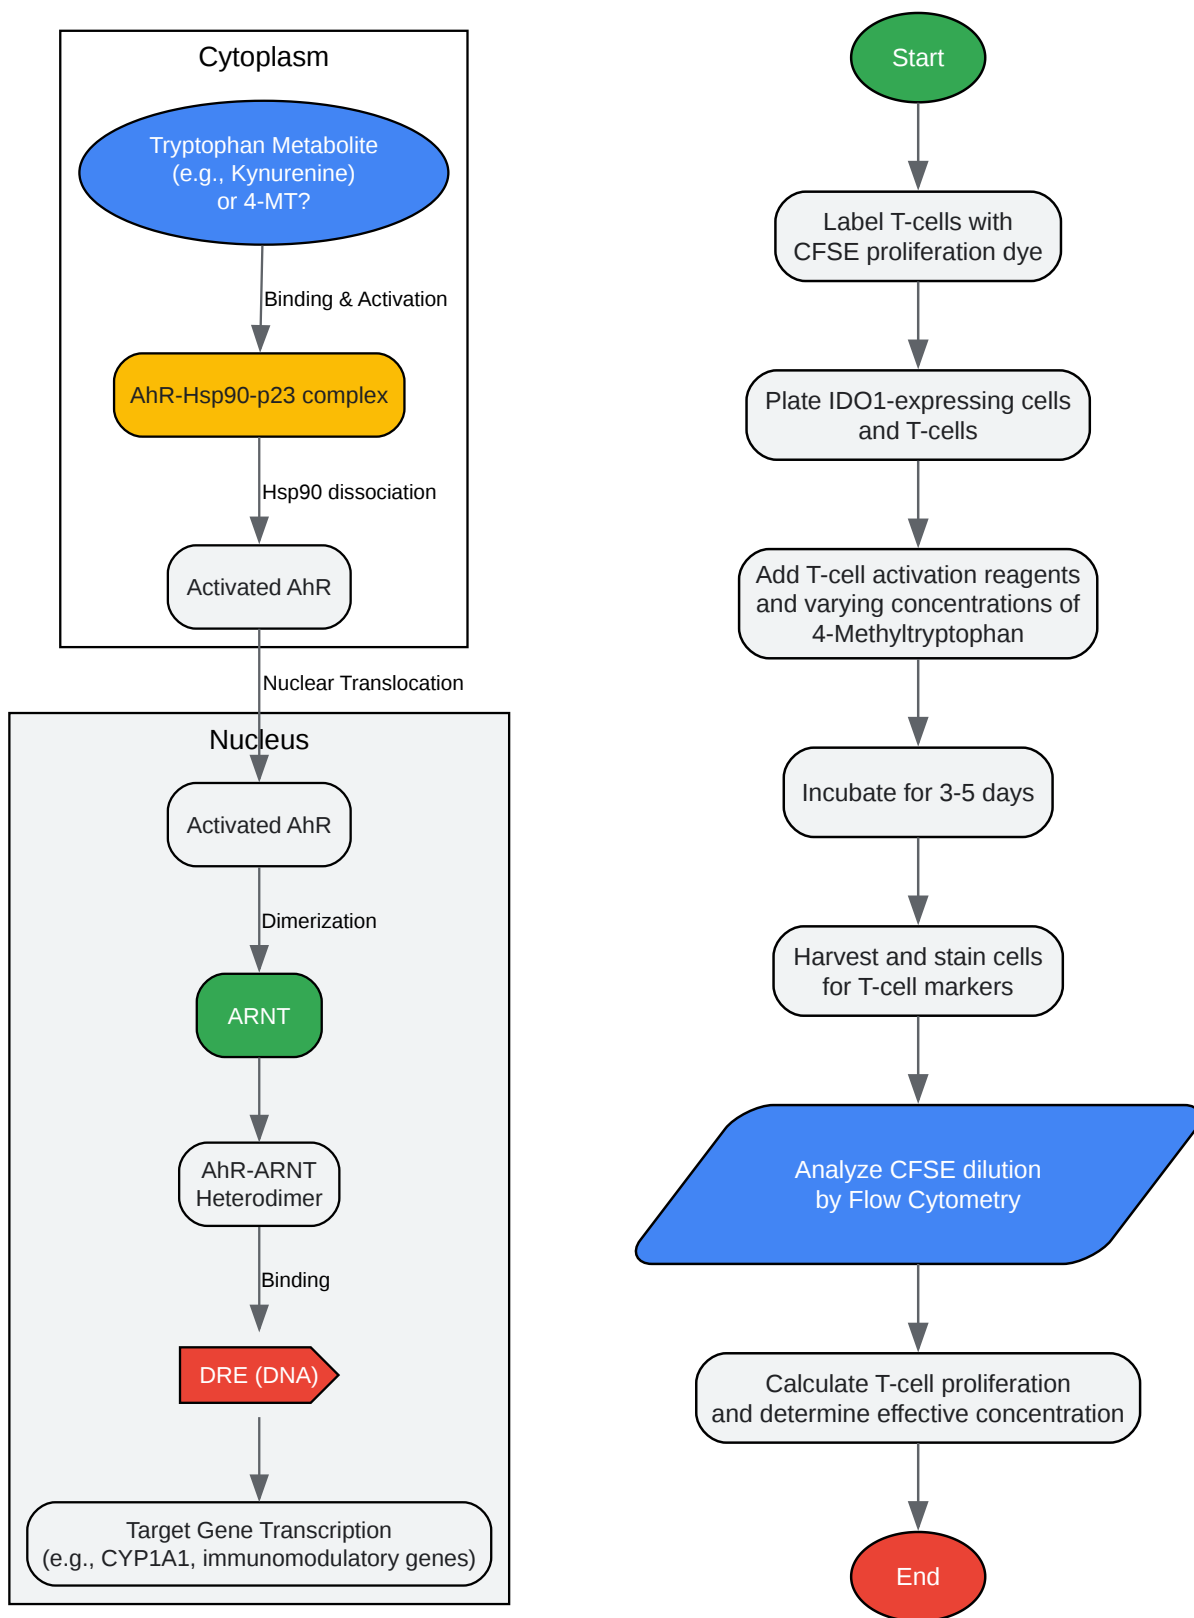 Cytoplasm
Tryptophan Metabolite
(e.g., Kynurenine)
or 4-MT?
Binding & Activation
AhR-Hsp90-p23 complex
Hsp90 dissociation
Activated AhR
Nuclear Translocation
Nucleus
Activated AhR
Dimerization
ARNT
AhR-ARNT
Heterodimer
Binding
DRE (DNA)
Target Gene Transcription
(e.g., CYP1A1, immunomodulatory genes)
Start
Label T-cells with
CFSE proliferation dye
Plate IDO1-expressing cells
and T-cells
Add T-cell activation reagents
and varying concentrations of
4-Methyltryptophan
Incubate for 3-5 days
Harvest and stain cells
for T-cell markers
Analyze CFSE dilution
by Flow Cytometry
Calculate T-cell proliferation
and determine effective concentration
End